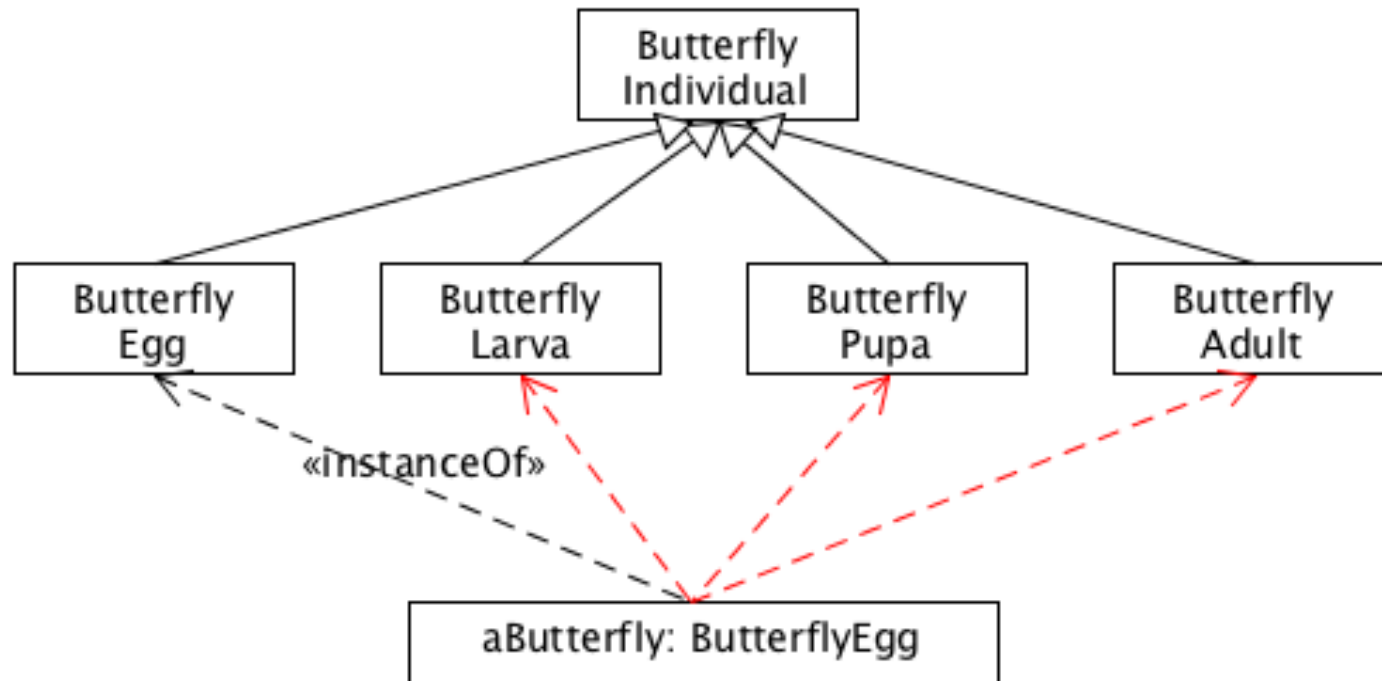 Butterfly
Individual
Butterfly
Egg
Butterfly
Larva
Butterfly
Pupa
Butterfly
Adult
«instanceOf»
aButterfly: ButterflyEgg